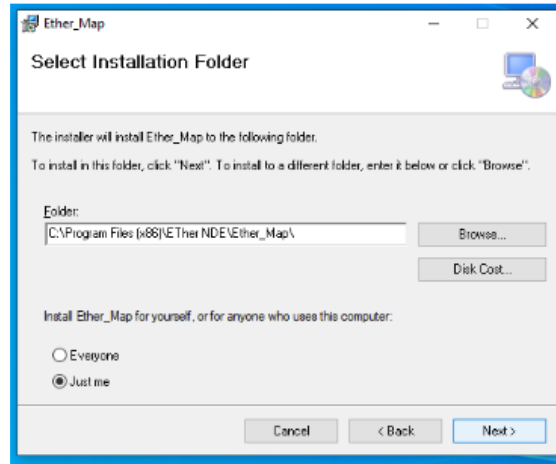 Ether_Map
Select Installation Folder
The installer will install Ether_Map to the following folder.
To install in this folder, click "Next". To install to a different folder, enter it below or click "Browse".
Folder:
C:\Program Files (x86)\ETher NDE\Ether_Map\
Browse...
Disk Cost...
Install Ether_Map for yourself, or for anyone who uses this computer:
Everyone
Just me
Cancel
< Back
Next >